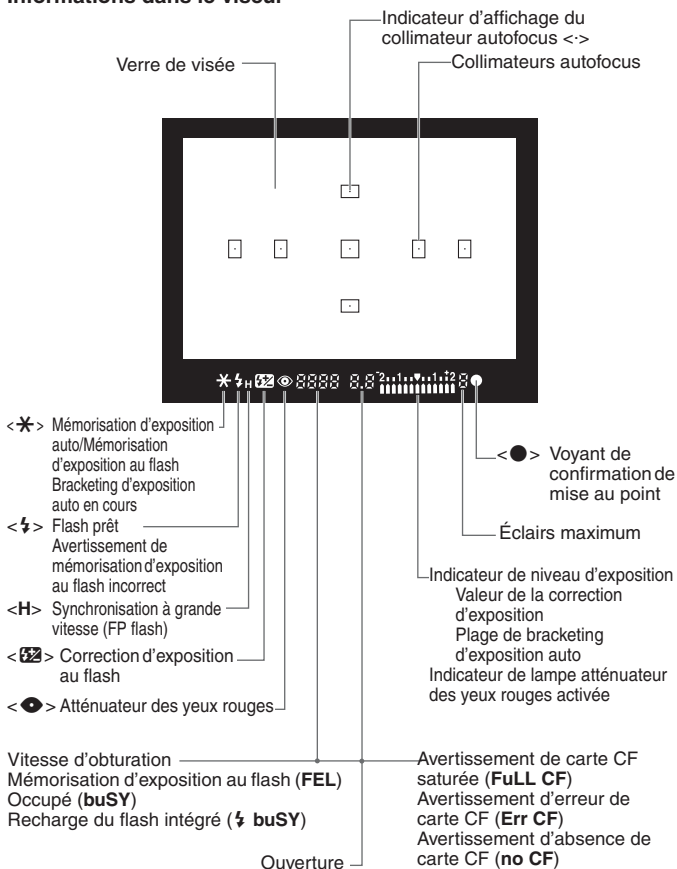 Informations dans le viseur
Indicateur d'affichage du
collimateur autofocus <·>
Verre de visée
Collimateurs autofocus
-2..1..▼..1..+2
<✱> Mémorisation d'exposition
auto/Mémorisation
d'exposition au flash
Bracketing d'exposition
auto en cours
<⚡> Flash prêt
Avertissement de
mémorisation d'exposition
au flash incorrect
<H> Synchronisation à grande
vitesse (FP flash)
< > Correction d'exposition
au flash
<👁> Atténuateur des yeux rouges
<●> Voyant de
confirmation de
mise au point
Éclairs maximum
Indicateur de niveau d'exposition
Valeur de la correction
d'exposition
Plage de bracketing
d'exposition auto
Indicateur de lampe atténuateur
des yeux rouges activée
Vitesse d'obturation
Mémorisation d'exposition au flash (FEL)
Occupé (buSY)
Recharge du flash intégré (⚡ buSY)
Ouverture
Avertissement de carte CF
saturée (FuLL CF)
Avertissement d'erreur de
carte CF (Err CF)
Avertissement d'absence de
carte CF (no CF)